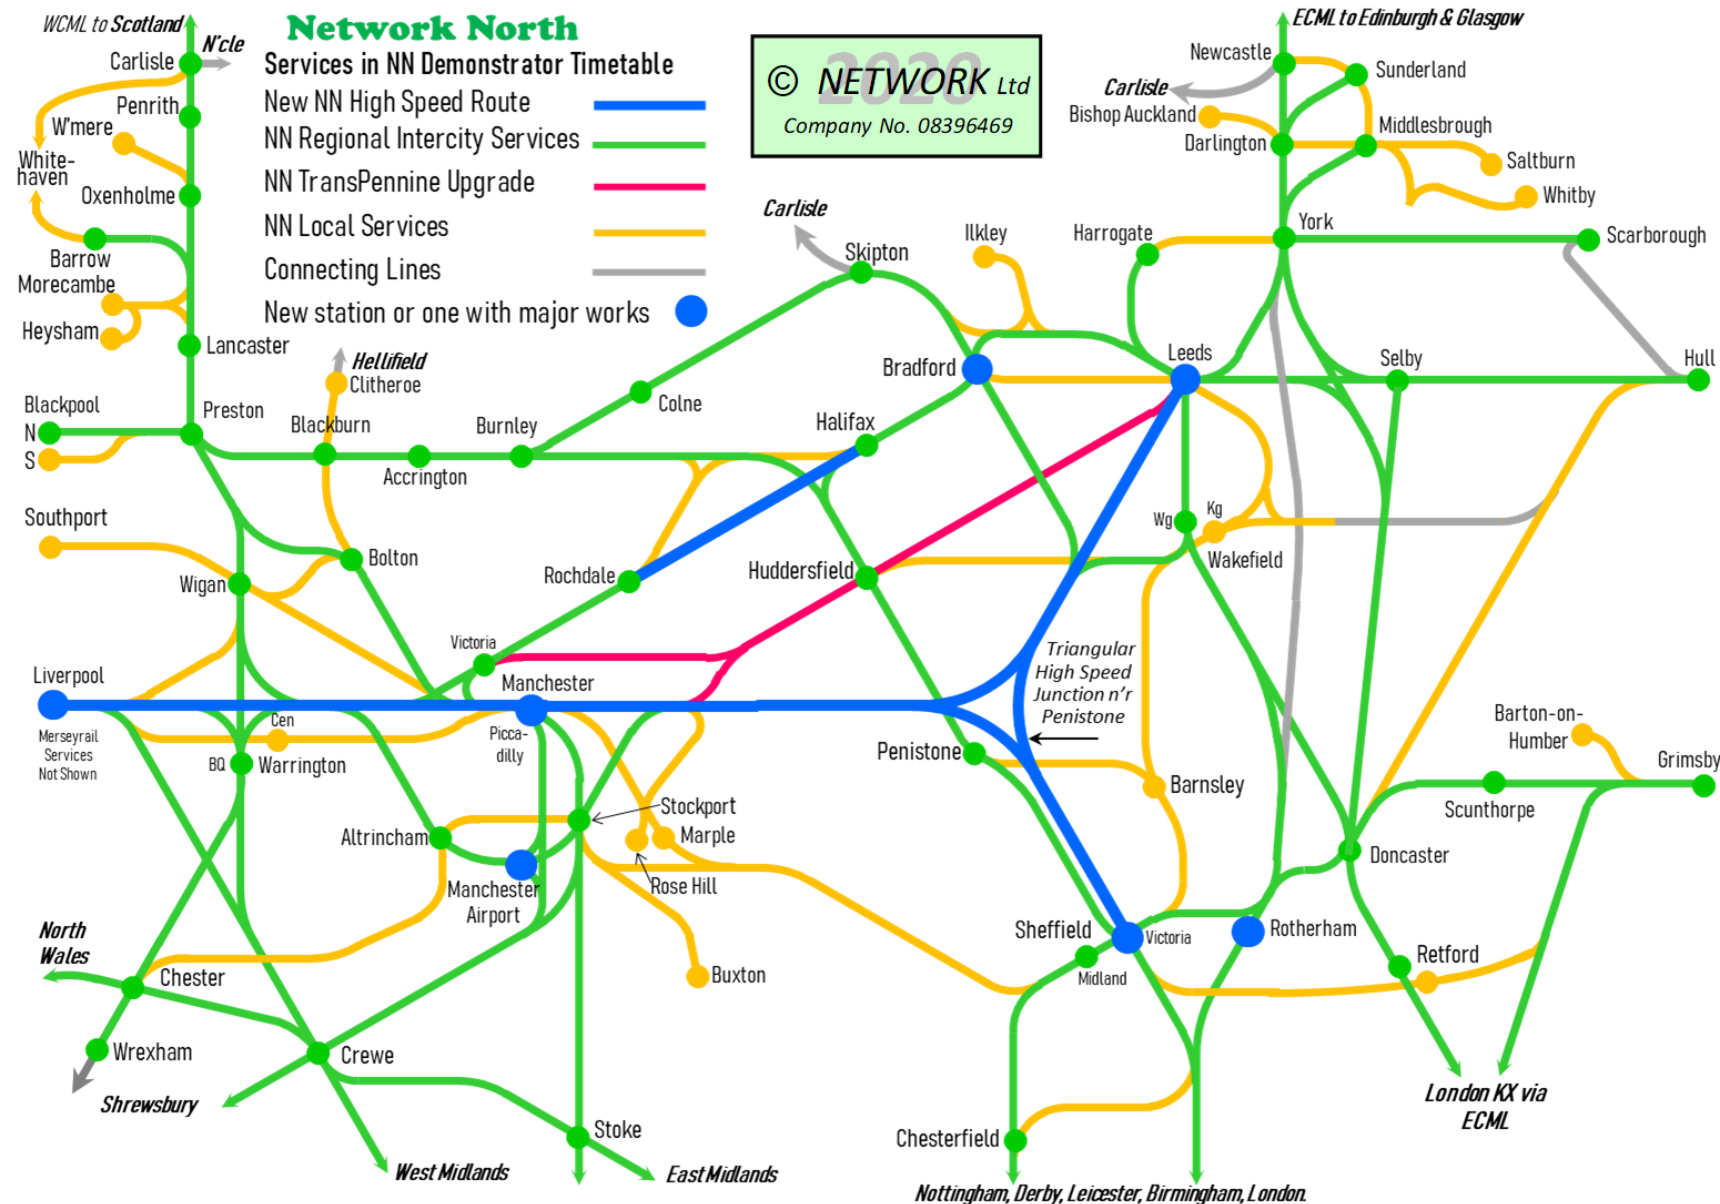 WCML to Scotland
N'cle
Carlisle
Penrith
W'mere
White-
haven
Oxenholme
Barrow
Morecambe
Heysham
Lancaster
Network North
Services in NN Demonstrator Timetable
New NN High Speed Route
NN Regional Intercity Services
NN TransPennine Upgrade
NN Local Services
Connecting Lines
New station or one with major works
2020
© NETWORK Ltd
Company No. 08396469
ECML to Edinburgh & Glasgow
Newcastle
Sunderland
Carlisle
Bishop Auckland
Darlington
Middlesbrough
Saltburn
Whitby
York
Scarborough
Harrogate
Ilkley
Carlisle
Skipton
Hellifield
Clitheroe
Blackpool
N
S
Preston
Blackburn
Accrington
Burnley
Colne
Halifax
Bradford
Leeds
Selby
Hull
Southport
Wigan
Bolton
Rochdale
Huddersfield
Wg
Kg
Wakefield
Victoria
Liverpool
Merseyrail
Services
Not Shown
Cen
BQ
Warrington
Manchester
Picca-
dilly
Triangular
High Speed
Junction n'r
Penistone
Penistone
Barnsley
Barton-on-
Humber
Grimsby
Scunthorpe
Doncaster
Altrincham
Stockport
Marple
Rose Hill
Manchester
Airport
Buxton
Sheffield
Victoria
Midland
Rotherham
Retford
North
Wales
Chester
Wrexham
Crewe
Shrewsbury
Stoke
West Midlands
East Midlands
Chesterfield
Nottingham, Derby, Leicester, Birmingham, London.
London KX via
ECML